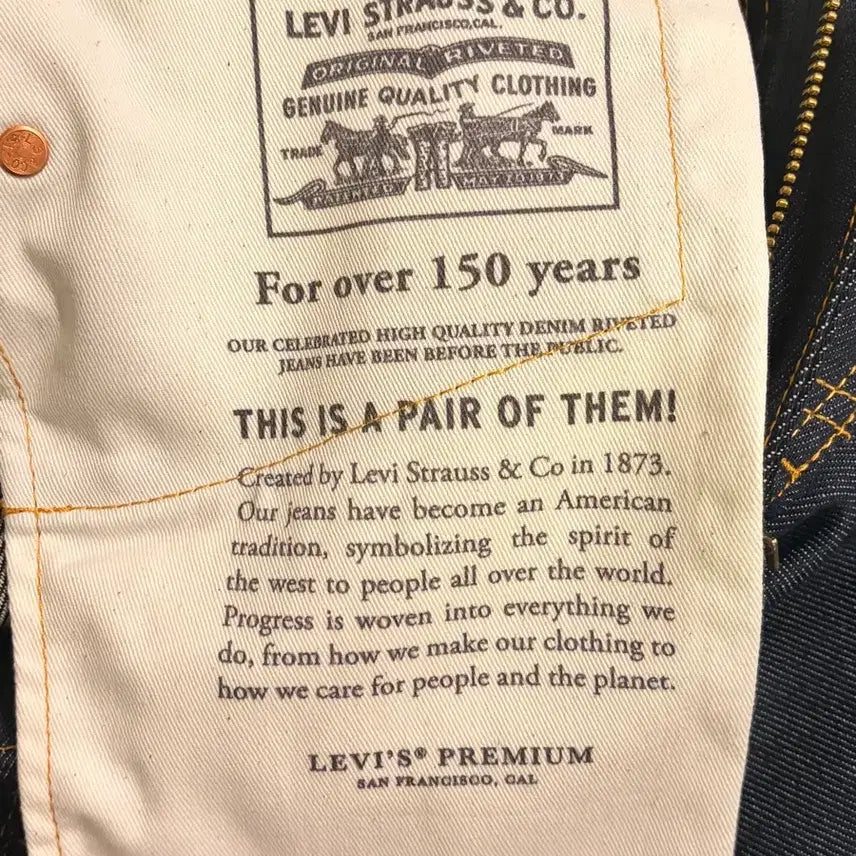 LEVI STRAUSS & CO.
SAN FRANCISCO, CAL.
ORIGINAL RIVETED
GENUINE QUALITY CLOTHING
TRADE MARK
PATENTED MAY 20 1873
For over 150 years
OUR CELEBRATED HIGH QUALITY DENIM RIVETED
JEANS HAVE BEEN BEFORE THE PUBLIC.
THIS IS A PAIR OF THEM!
Created by Levi Strauss & Co in 1873.
Our jeans have become an American
tradition, symbolizing the spirit of
the west to people all over the world.
Progress is woven into everything we
do, from how we make our clothing to
how we care for people and the planet.
LEVI'S® PREMIUM
SAN FRANCISCO, CAL